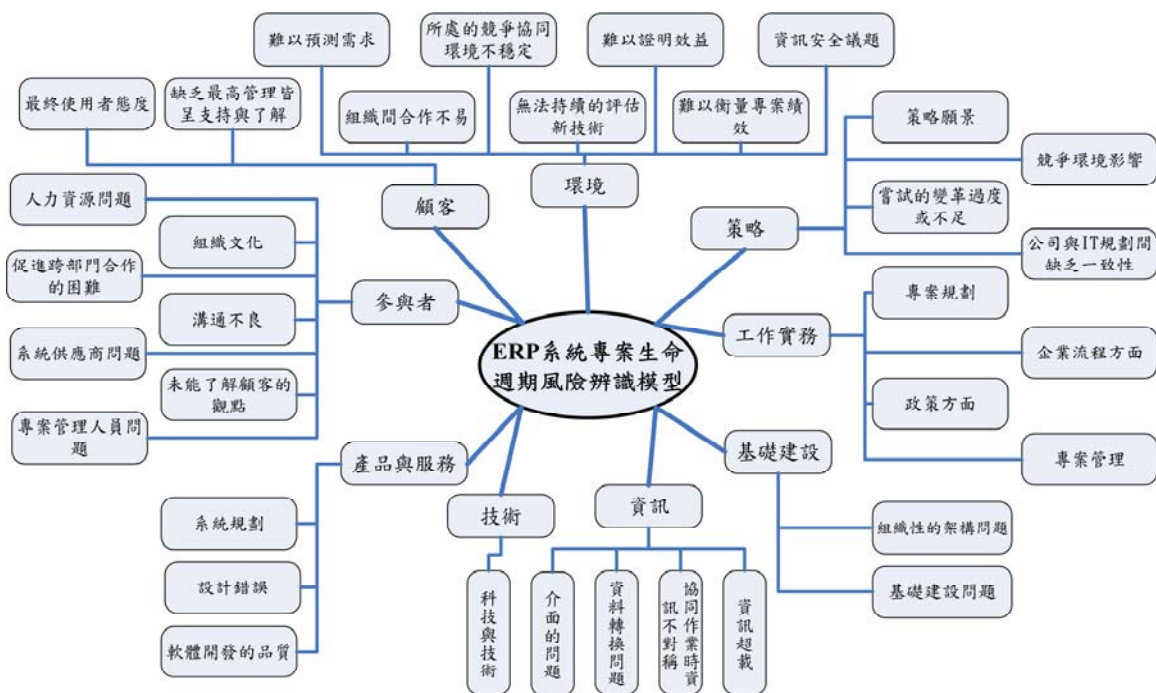 難以預測需求
所處的競爭協同
環境不穩定
難以證明效益
資訊安全議題
最終使用者態度
缺乏最高管理皆
呈支持與了解
組織間合作不易
無法持續的評估
新技術
難以衡量專案績
效
策略願景
競爭環境影響
嘗試的變革過度
或不足
公司與IT規劃間
缺乏一致性
環境
顧客
策略
人力資源問題
組織文化
促進跨部門合作
的困難
溝通不良
系統供應商問題
未能了解顧客的
觀點
專案管理人員問
題
參與者
ERP系統專案生命
週期風險辨識模型
工作實務
專案規劃
企業流程方面
政策方面
專案管理
產品與服務
系統規劃
設計錯誤
軟體開發的品質
技術
科技與技術
資訊
介面的問題
資料轉換問題
協同作業時資
訊不對稱
資訊超載
基礎建設
組織性的架構問題
基礎建設問題